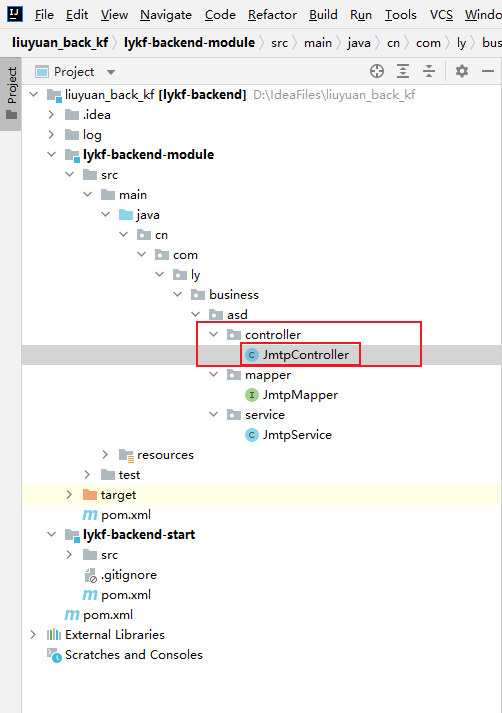 IJ File Edit View Navigate Code Refactor Build Run Tools VCS Windo
liuyuan_back_kf lykf-backend-module src main java cn com ly bus
Project
Project
liuyuan_back_kf [lykf-backend] D:\IdeaFiles\liuyuan_back_kf
.idea
log
lykf-backend-module
src
main
java
cn
com
ly
business
asd
controller
C JmtpController
mapper
I JmtpMapper
service
C JmtpService
resources
test
target
m pom.xml
lykf-backend-start
src
.gitignore
m pom.xml
m pom.xml
External Libraries
Scratches and Consoles